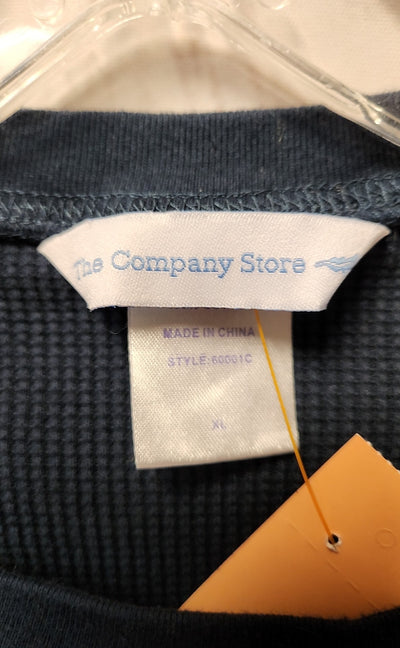 The Company Store
MADE IN CHINA
STYLE:60001C
XL